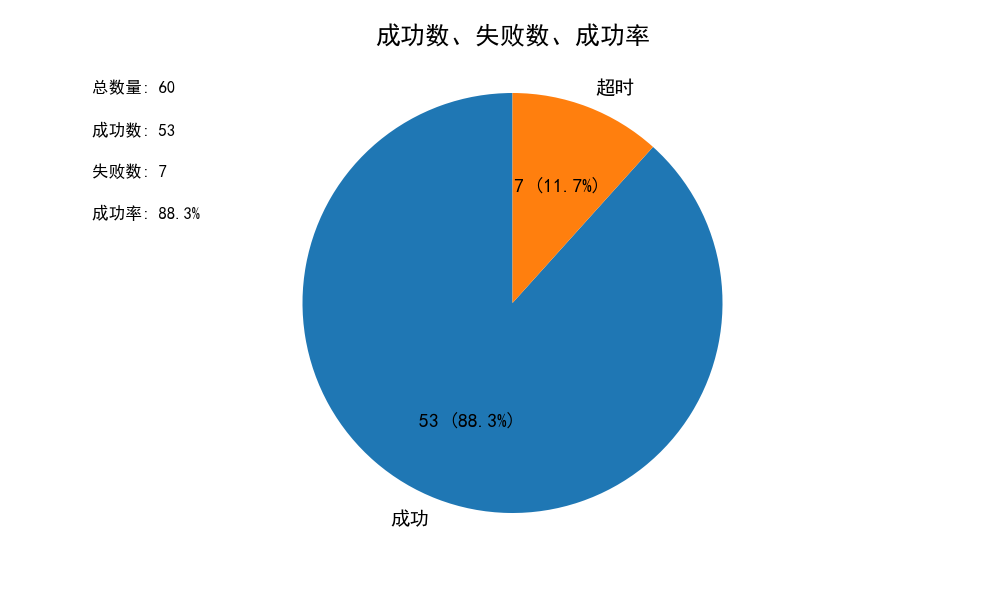 成功数、失败数、成功率
总数量: 60
成功数: 53
失败数: 7
成功率: 88.3%
超时
7 (11.7%)
53 (88.3%)
成功